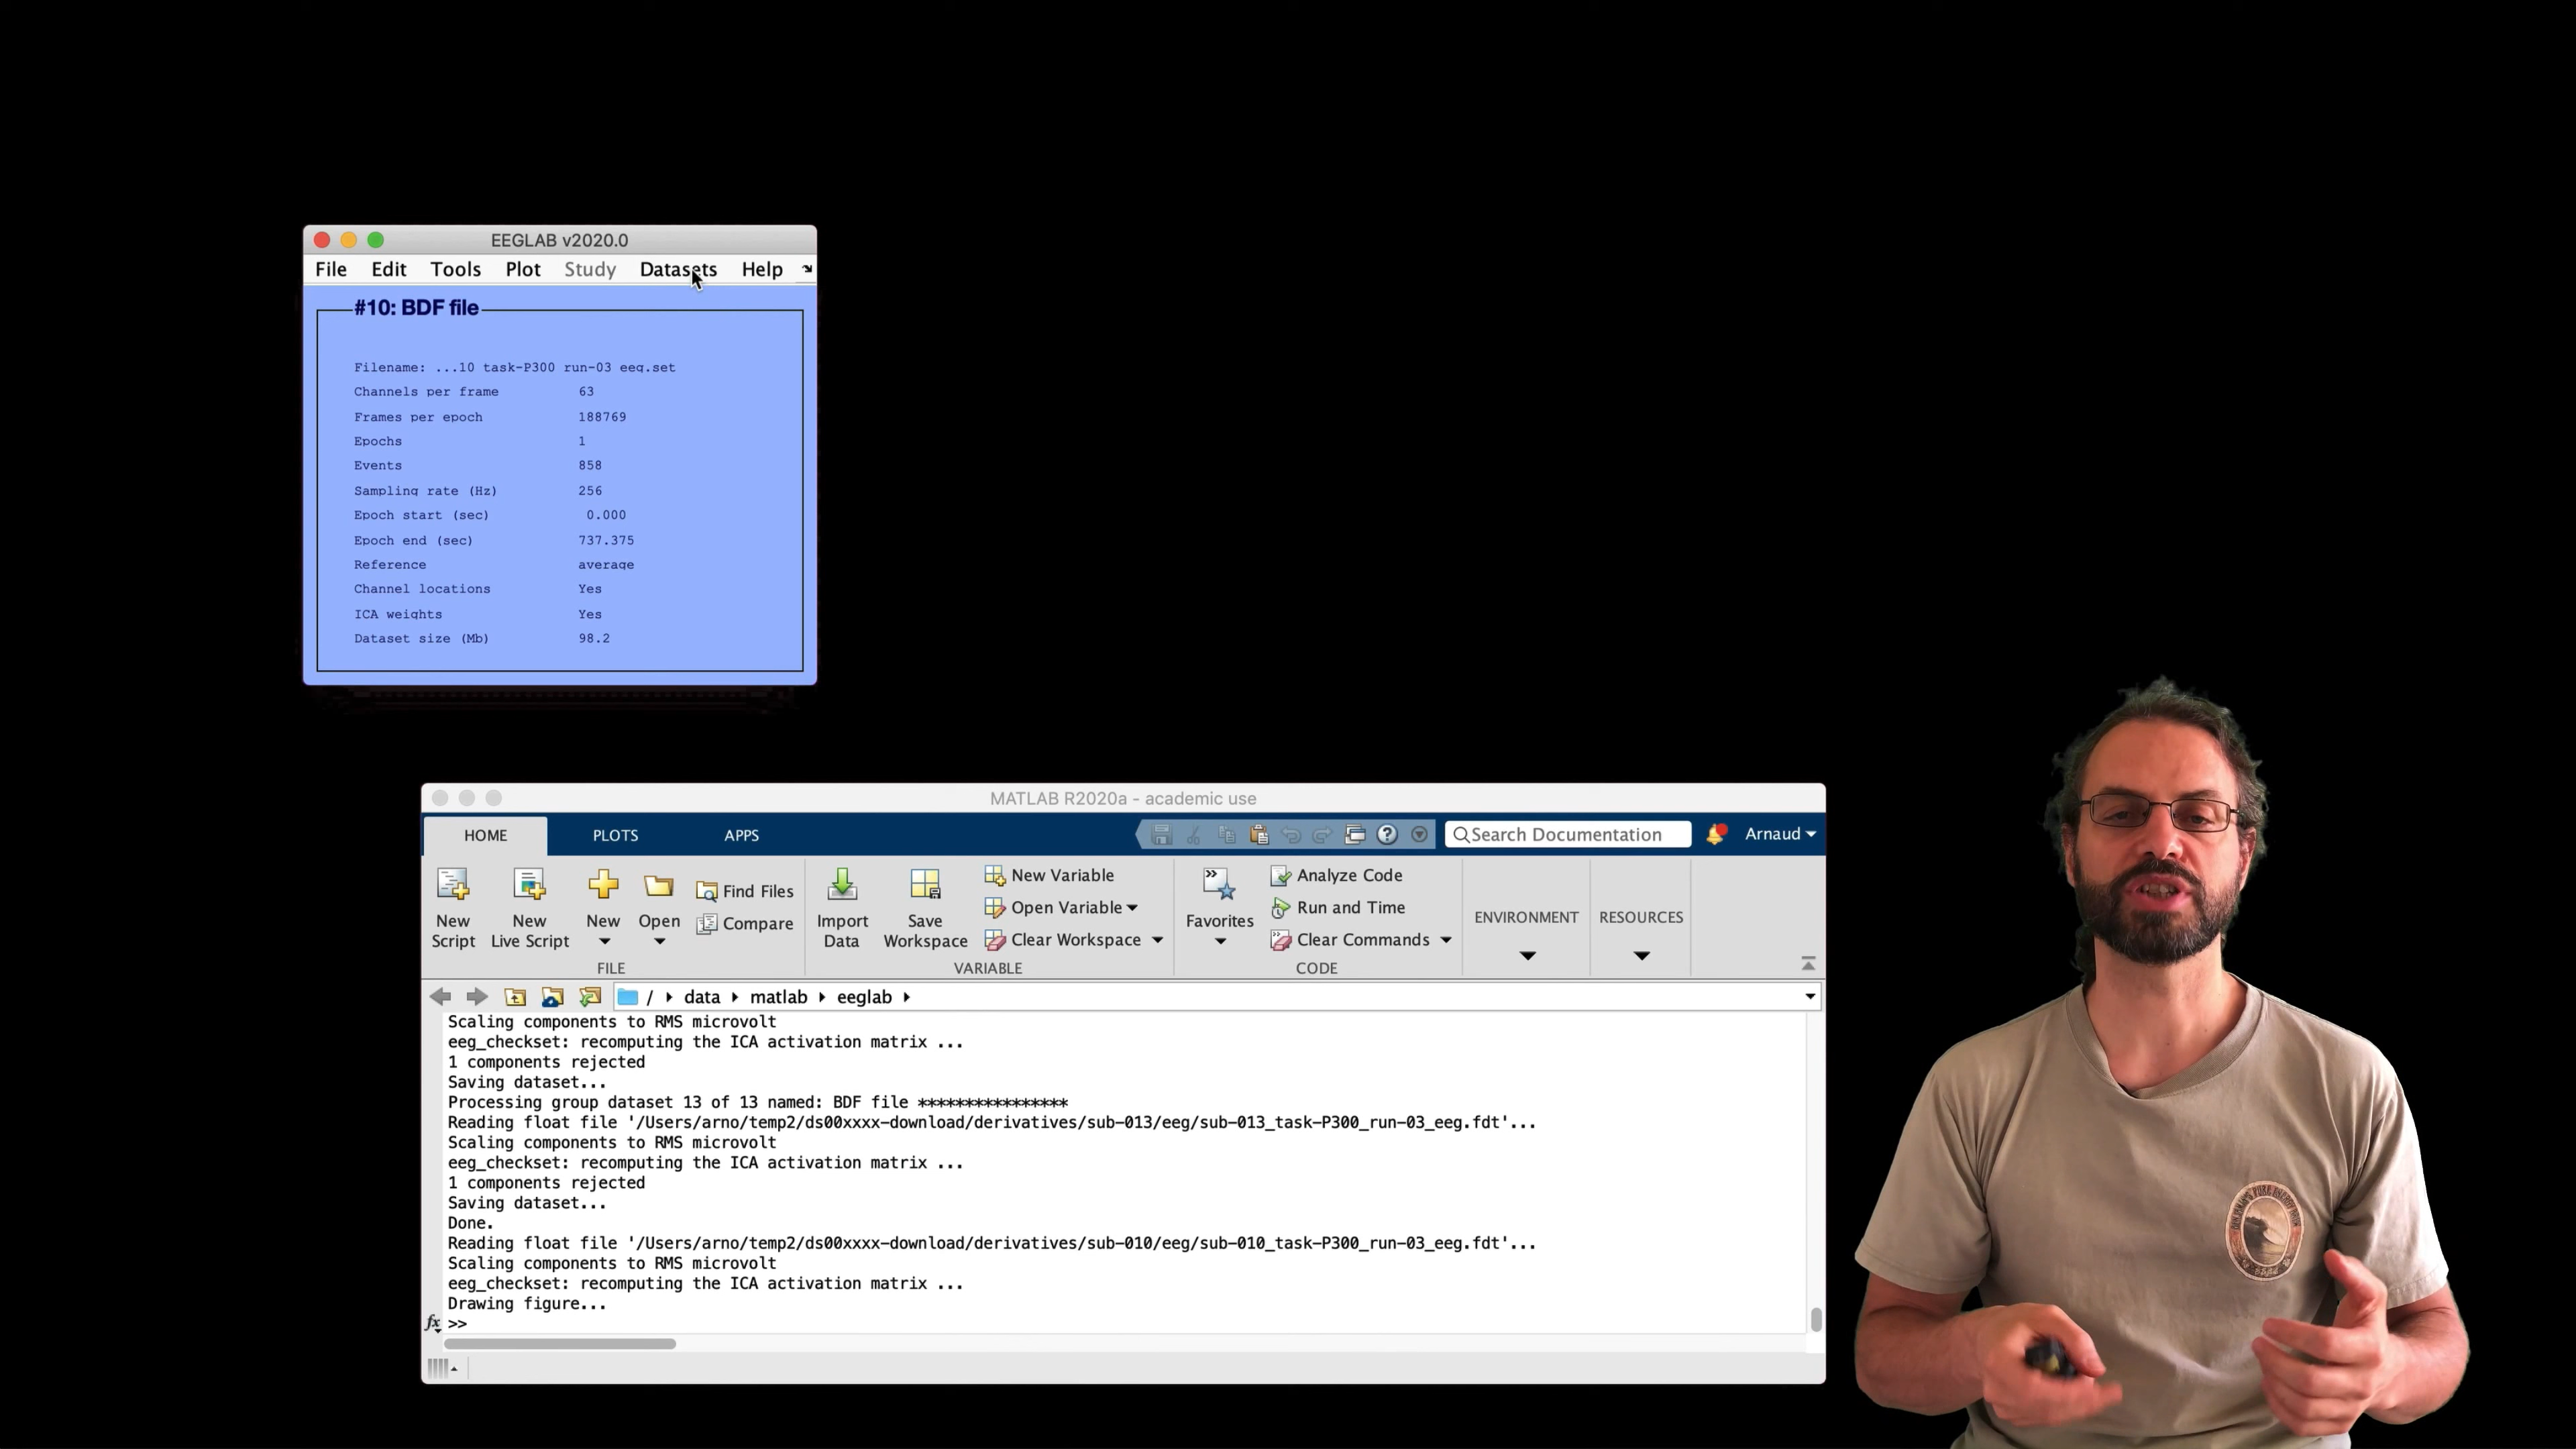 EEGLAB v2020.0
File Edit Tools Plot Study Datasets Help
#10: BDF file
Filename: ...10 task-P300 run-03 eeg.set
Channels per frame 63
Frames per epoch 188769
Epochs 1
Events 858
Sampling rate (Hz) 256
Epoch start (sec) 0.000
Epoch end (sec) 737.375
Reference average
Channel locations Yes
ICA weights Yes
Dataset size (Mb) 98.2
MATLAB R2020a - academic use
HOME PLOTS APPS Search Documentation Arnaud
New Script
New Live Script
New
Open
Find Files
Compare
FILE
Import Data
Save Workspace
New Variable
Open Variable
Clear Workspace
VARIABLE
Favorites
Analyze Code
Run and Time
Clear Commands
CODE
ENVIRONMENT
RESOURCES
/ data matlab eeglab
Scaling components to RMS microvolt
eeg_checkset: recomputing the ICA activation matrix ...
1 components rejected
Saving dataset...
Processing group dataset 13 of 13 named: BDF file ****************
Reading float file '/Users/arno/temp2/ds00xxxx-download/derivatives/sub-013/eeg/sub-013_task-P300_run-03_eeg.fdt'...
Scaling components to RMS microvolt
eeg_checkset: recomputing the ICA activation matrix ...
1 components rejected
Saving dataset...
Done.
Reading float file '/Users/arno/temp2/ds00xxxx-download/derivatives/sub-010/eeg/sub-010_task-P300_run-03_eeg.fdt'...
Scaling components to RMS microvolt
eeg_checkset: recomputing the ICA activation matrix ...
Drawing figure...
fx >>